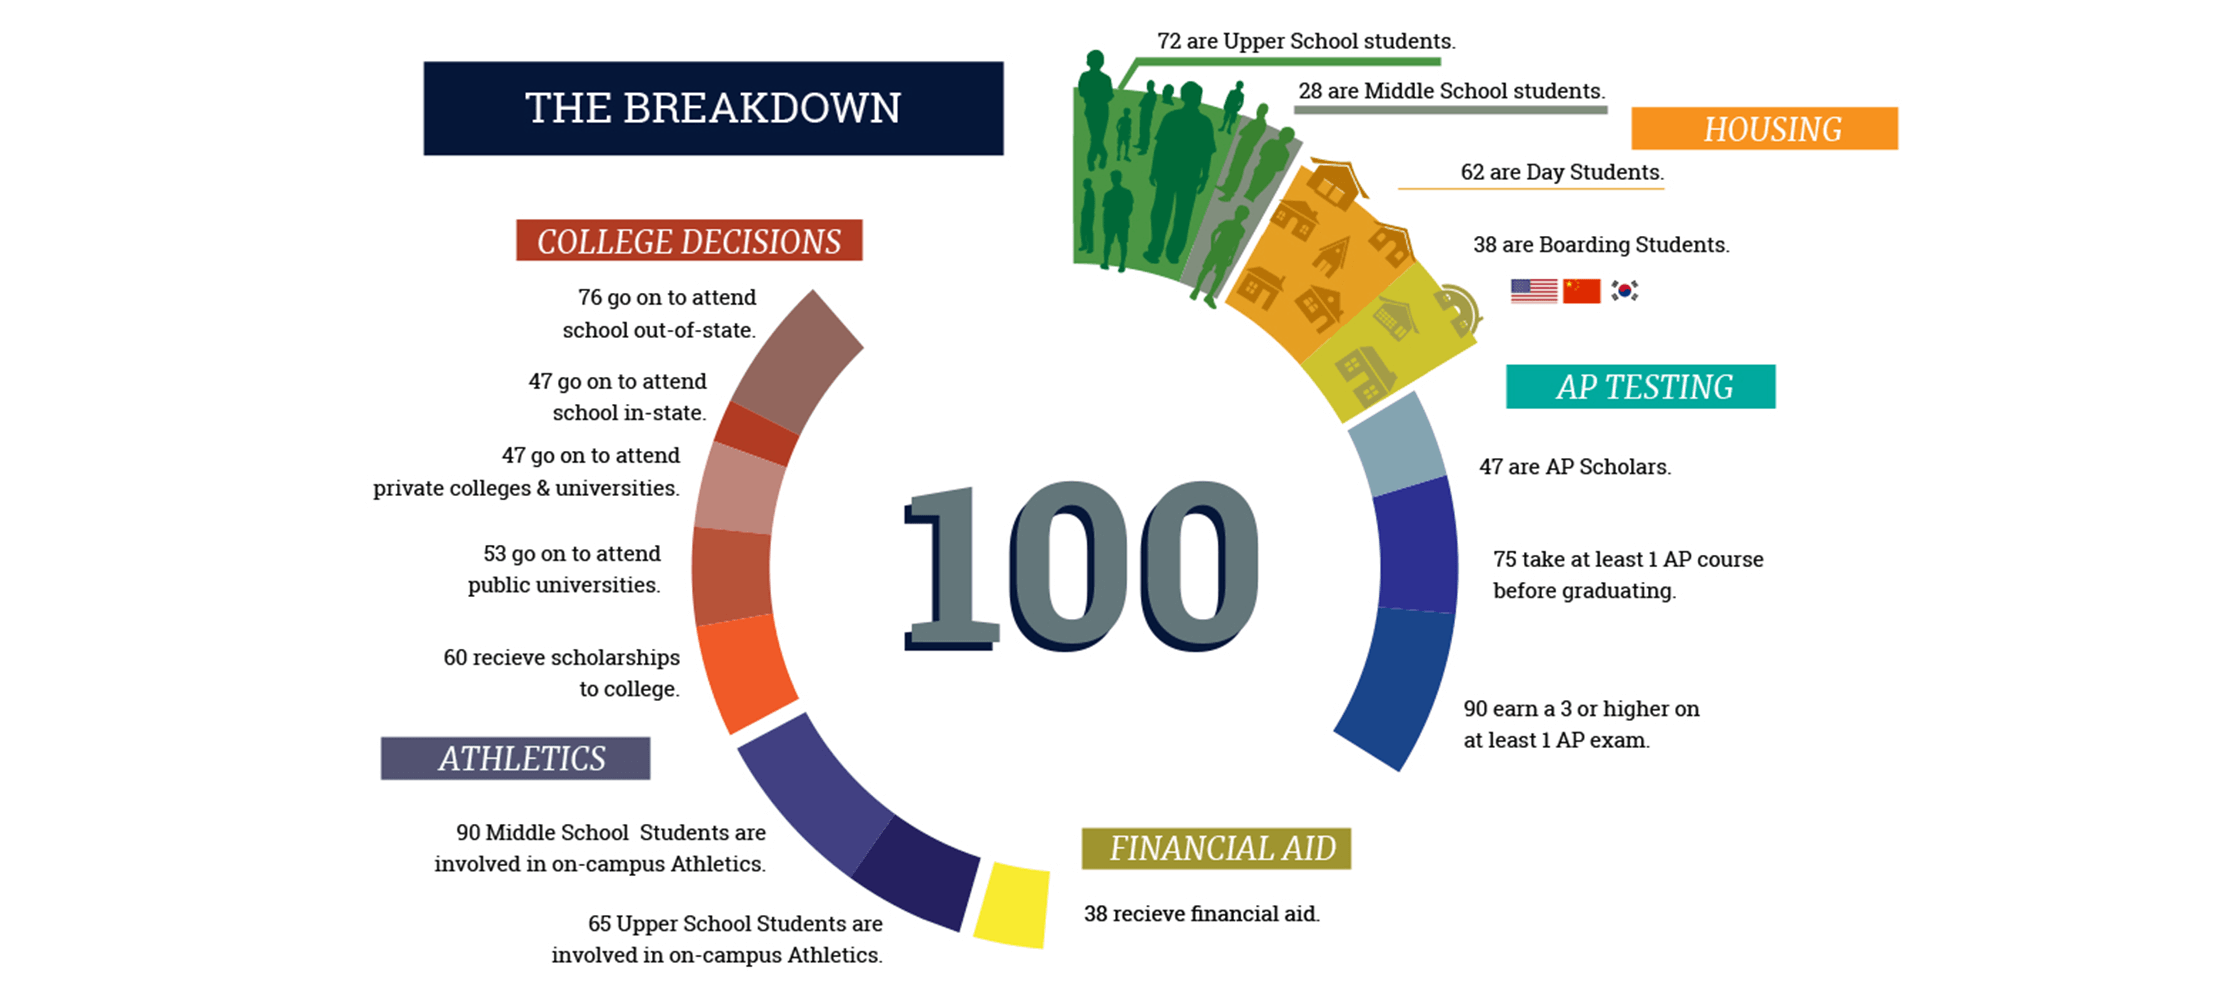 THE BREAKDOWN
72 are Upper School students.
28 are Middle School students.
HOUSING
62 are Day Students.
38 are Boarding Students.
AP TESTING
47 are AP Scholars.
75 take at least 1 AP course
before graduating.
90 earn a 3 or higher on
at least 1 AP exam.
COLLEGE DECISIONS
76 go on to attend
school out-of-state.
47 go on to attend
school in-state.
47 go on to attend
private colleges & universities.
53 go on to attend
public universities.
60 recieve scholarships
to college.
100
ATHLETICS
90 Middle School  Students are
involved in on-campus Athletics.
65 Upper School Students are
involved in on-campus Athletics.
FINANCIAL AID
38 recieve financial aid.